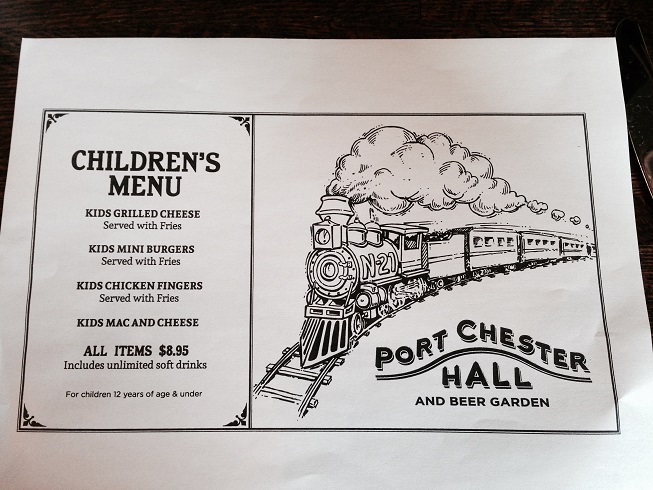 CHILDREN'S
MENU
KIDS GRILLED CHEESE
Served with Fries
KIDS MINI BURGERS
Served with Fries
KIDS CHICKEN FINGERS
Served with Fries
KIDS MAC AND CHEESE
ALL ITEMS $8.95
Includes unlimited soft drinks
For children 12 years of age & under
N-21
PORT CHESTER
HALL
AND BEER GARDEN